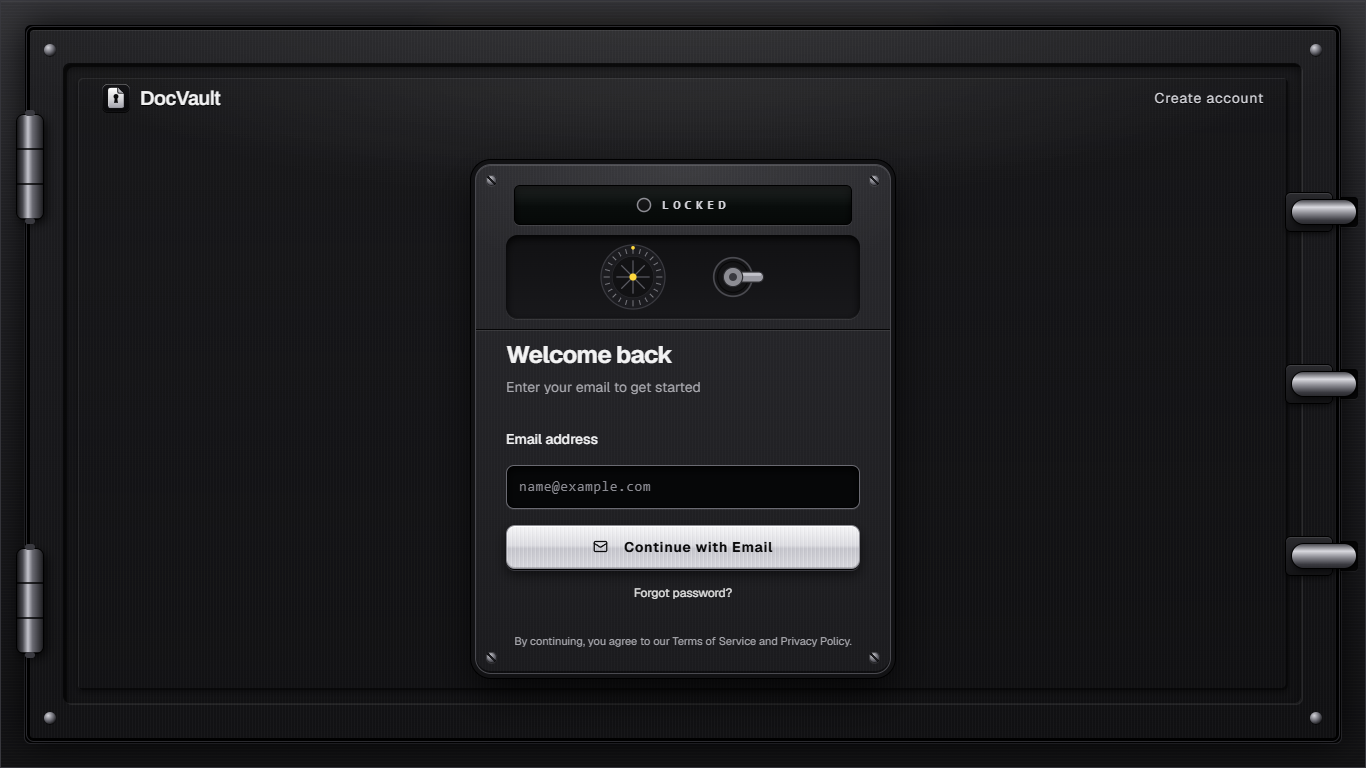 DocVault
Create account
LOCKED
Welcome back
Enter your email to get started
Email address
name@example.com
Continue with Email
Forgot password?
By continuing, you agree to our Terms of Service and Privacy Policy.